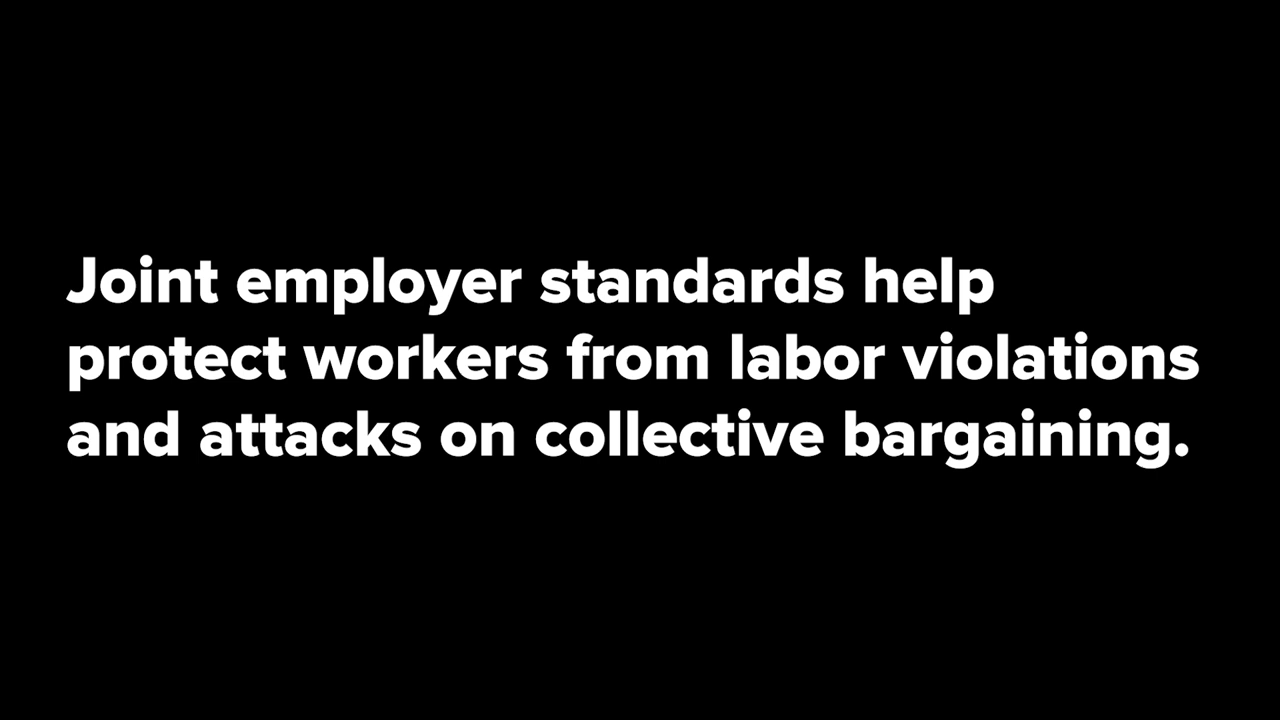 Joint employer standards help
protect workers from labor violations
and attacks on collective bargaining.